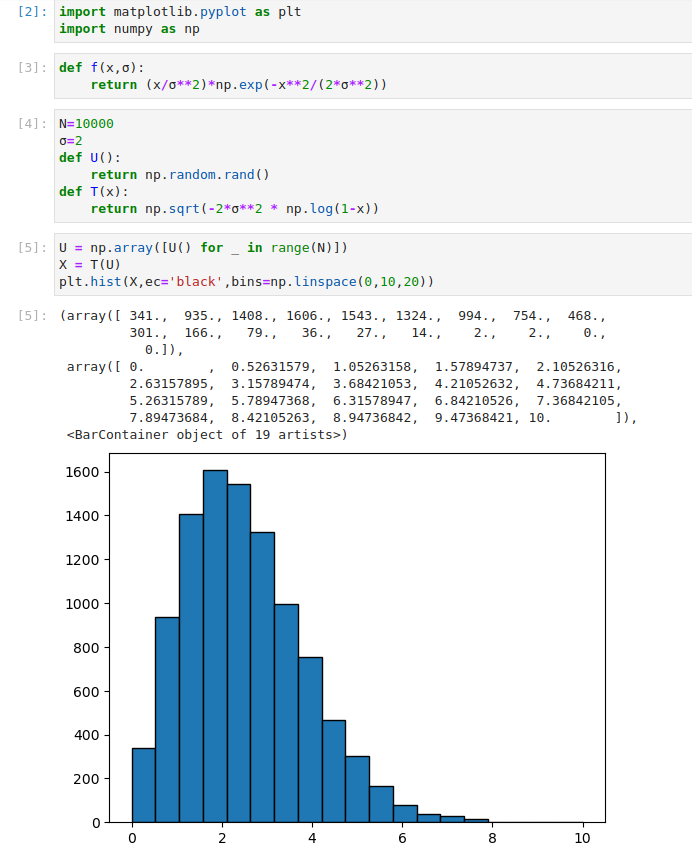 [2]: import matplotlib.pyplot as plt
import numpy as np
[3]: def f(x,σ):
    return (x/σ**2)*np.exp(-x**2/(2*σ**2))
[4]: N=10000
σ=2
def U():
    return np.random.rand()
def T(x):
    return np.sqrt(-2*σ**2 * np.log(1-x))
[5]: U = np.array([U() for _ in range(N)])
X = T(U)
plt.hist(X,ec='black',bins=np.linspace(0,10,20))
[5]: (array([ 341.,  935., 1408., 1606., 1543., 1324.,  994.,  754.,  468.,
         301.,  166.,   79.,   36.,   27.,   14.,    2.,    2.,    0.,
           0.]),
 array([ 0.        ,  0.52631579,  1.05263158,  1.57894737,  2.10526316,
         2.63157895,  3.15789474,  3.68421053,  4.21052632,  4.73684211,
         5.26315789,  5.78947368,  6.31578947,  6.84210526,  7.36842105,
         7.89473684,  8.42105263,  8.94736842,  9.47368421, 10.        ]),
 <BarContainer object of 19 artists>)
1600
1400
1200
1000
800
600
400
200
0
0 2 4 6 8 10